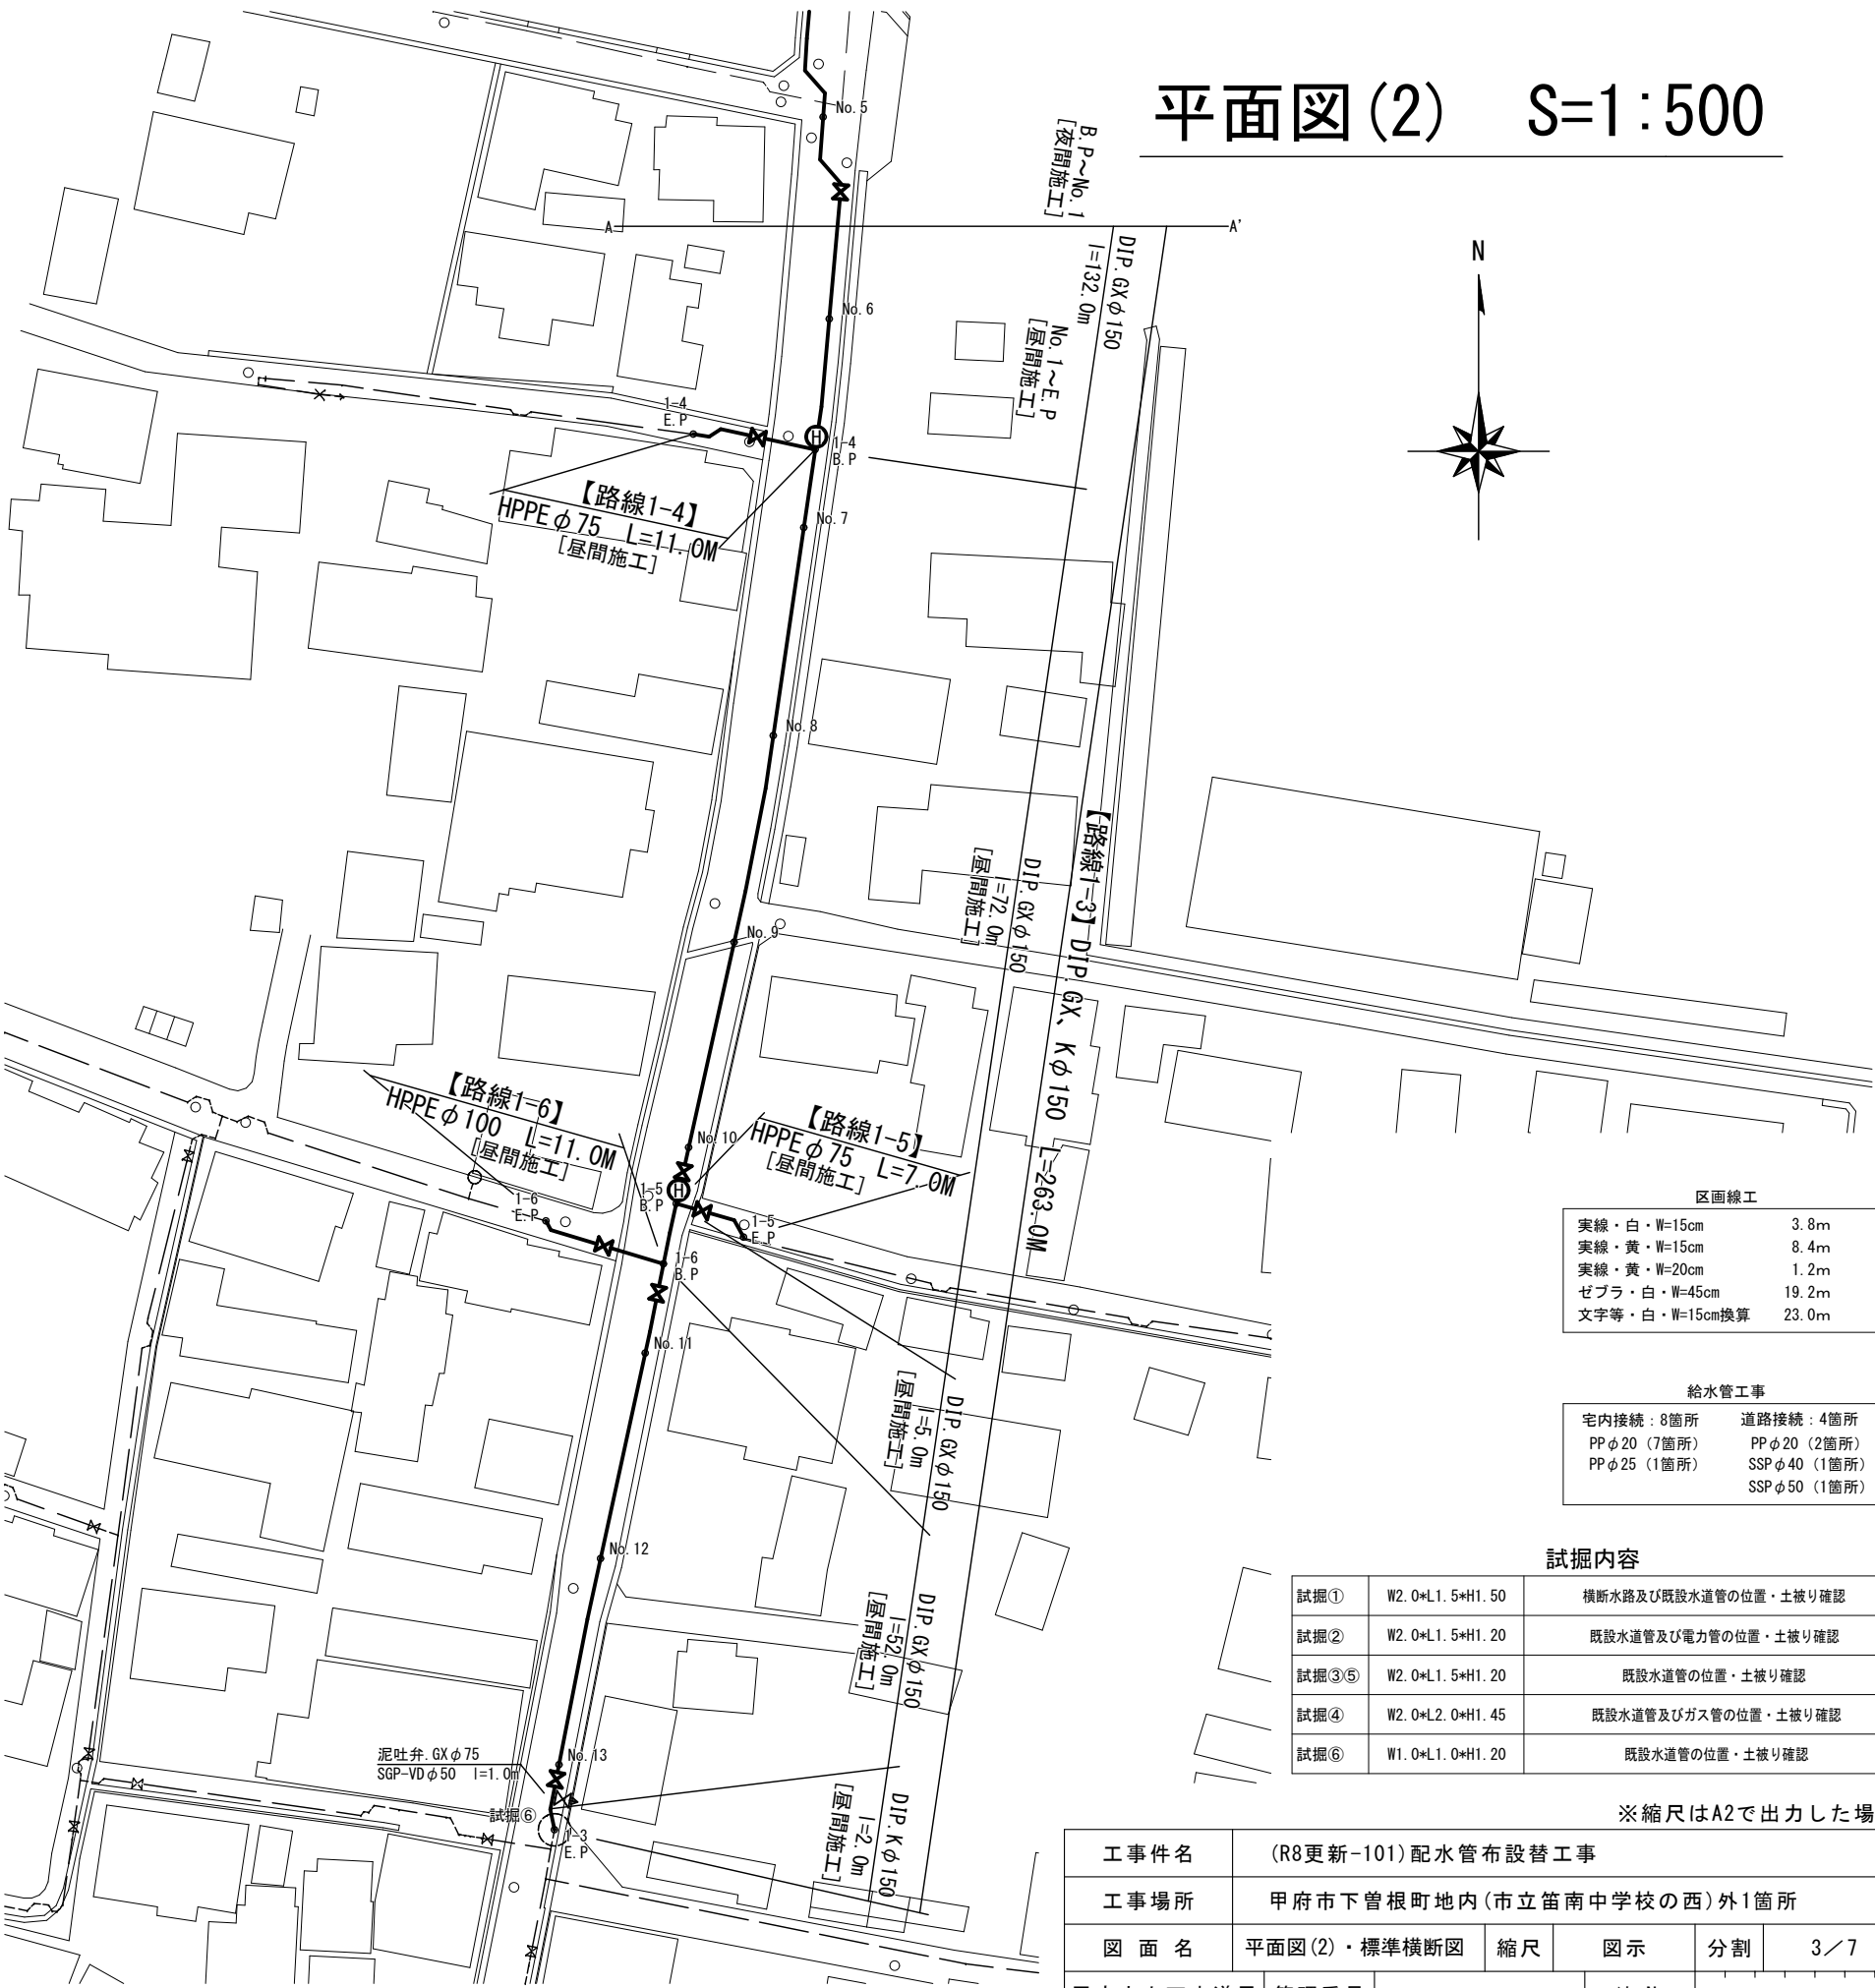 平面図(2)　S=1:500
No.5
B.P～No.1
[夜間施工]
A
A'
DIP.GXφ150
l=132.0m
N
No.6
No.1～E.P
[昼間施工]
1-4
E.P
H
1-4
B.P
【路線1-4】
HPPEφ75　L=11.0M
[昼間施工]
No.7
No.8
【路線1-3】DIP.GX、Kφ150　L=263.0M
DIP.GXφ150
l=72.0m
[昼間施工]
No.9
【路線1-6】
HPPEφ100　L=11.0M
[昼間施工]
No.10
【路線1-5】
HPPEφ75　L=7.0M
[昼間施工]
1-5
B.P
H
1-6
E.P
1-5
E.P
1-6
B.P
No.11
DIP.GXφ150
l=5.0m
[昼間施工]
No.12
DIP.GXφ150
l=52.0m
[昼間施工]
泥吐弁.GXφ75
SGP-VDφ50　l=1.0m
No.13
試掘⑥
1-3
E.P
DIP.Kφ150
l=2.0m
[昼間施工]
区画線工
実線・白・W=15cm　3.8m
実線・黄・W=15cm　8.4m
実線・黄・W=20cm　1.2m
ゼブラ・白・W=45cm　19.2m
文字等・白・W=15cm換算　23.0m
給水管工事
宅内接続：8箇所　道路接続：4箇所
PPφ20（7箇所）　PPφ20（2箇所）
PPφ25（1箇所）　SSPφ40（1箇所）
SSPφ50（1箇所）
試掘内容
試掘①　W2.0*L1.5*H1.50　横断水路及び既設水道管の位置・土被り確認
試掘②　W2.0*L1.5*H1.20　既設水道管及び電力管の位置・土被り確認
試掘③⑤　W2.0*L1.5*H1.20　既設水道管の位置・土被り確認
試掘④　W2.0*L2.0*H1.45　既設水道管及びガス管の位置・土被り確認
試掘⑥　W1.0*L1.0*H1.20　既設水道管の位置・土被り確認
※縮尺はA2で出力した場
工事件名　(R8更新-101)配水管布設替工事
工事場所　甲府市下曽根町地内(市立笛南中学校の西)外1箇所
図面名　平面図(2)・標準横断図　縮尺　図示　分割　3／7